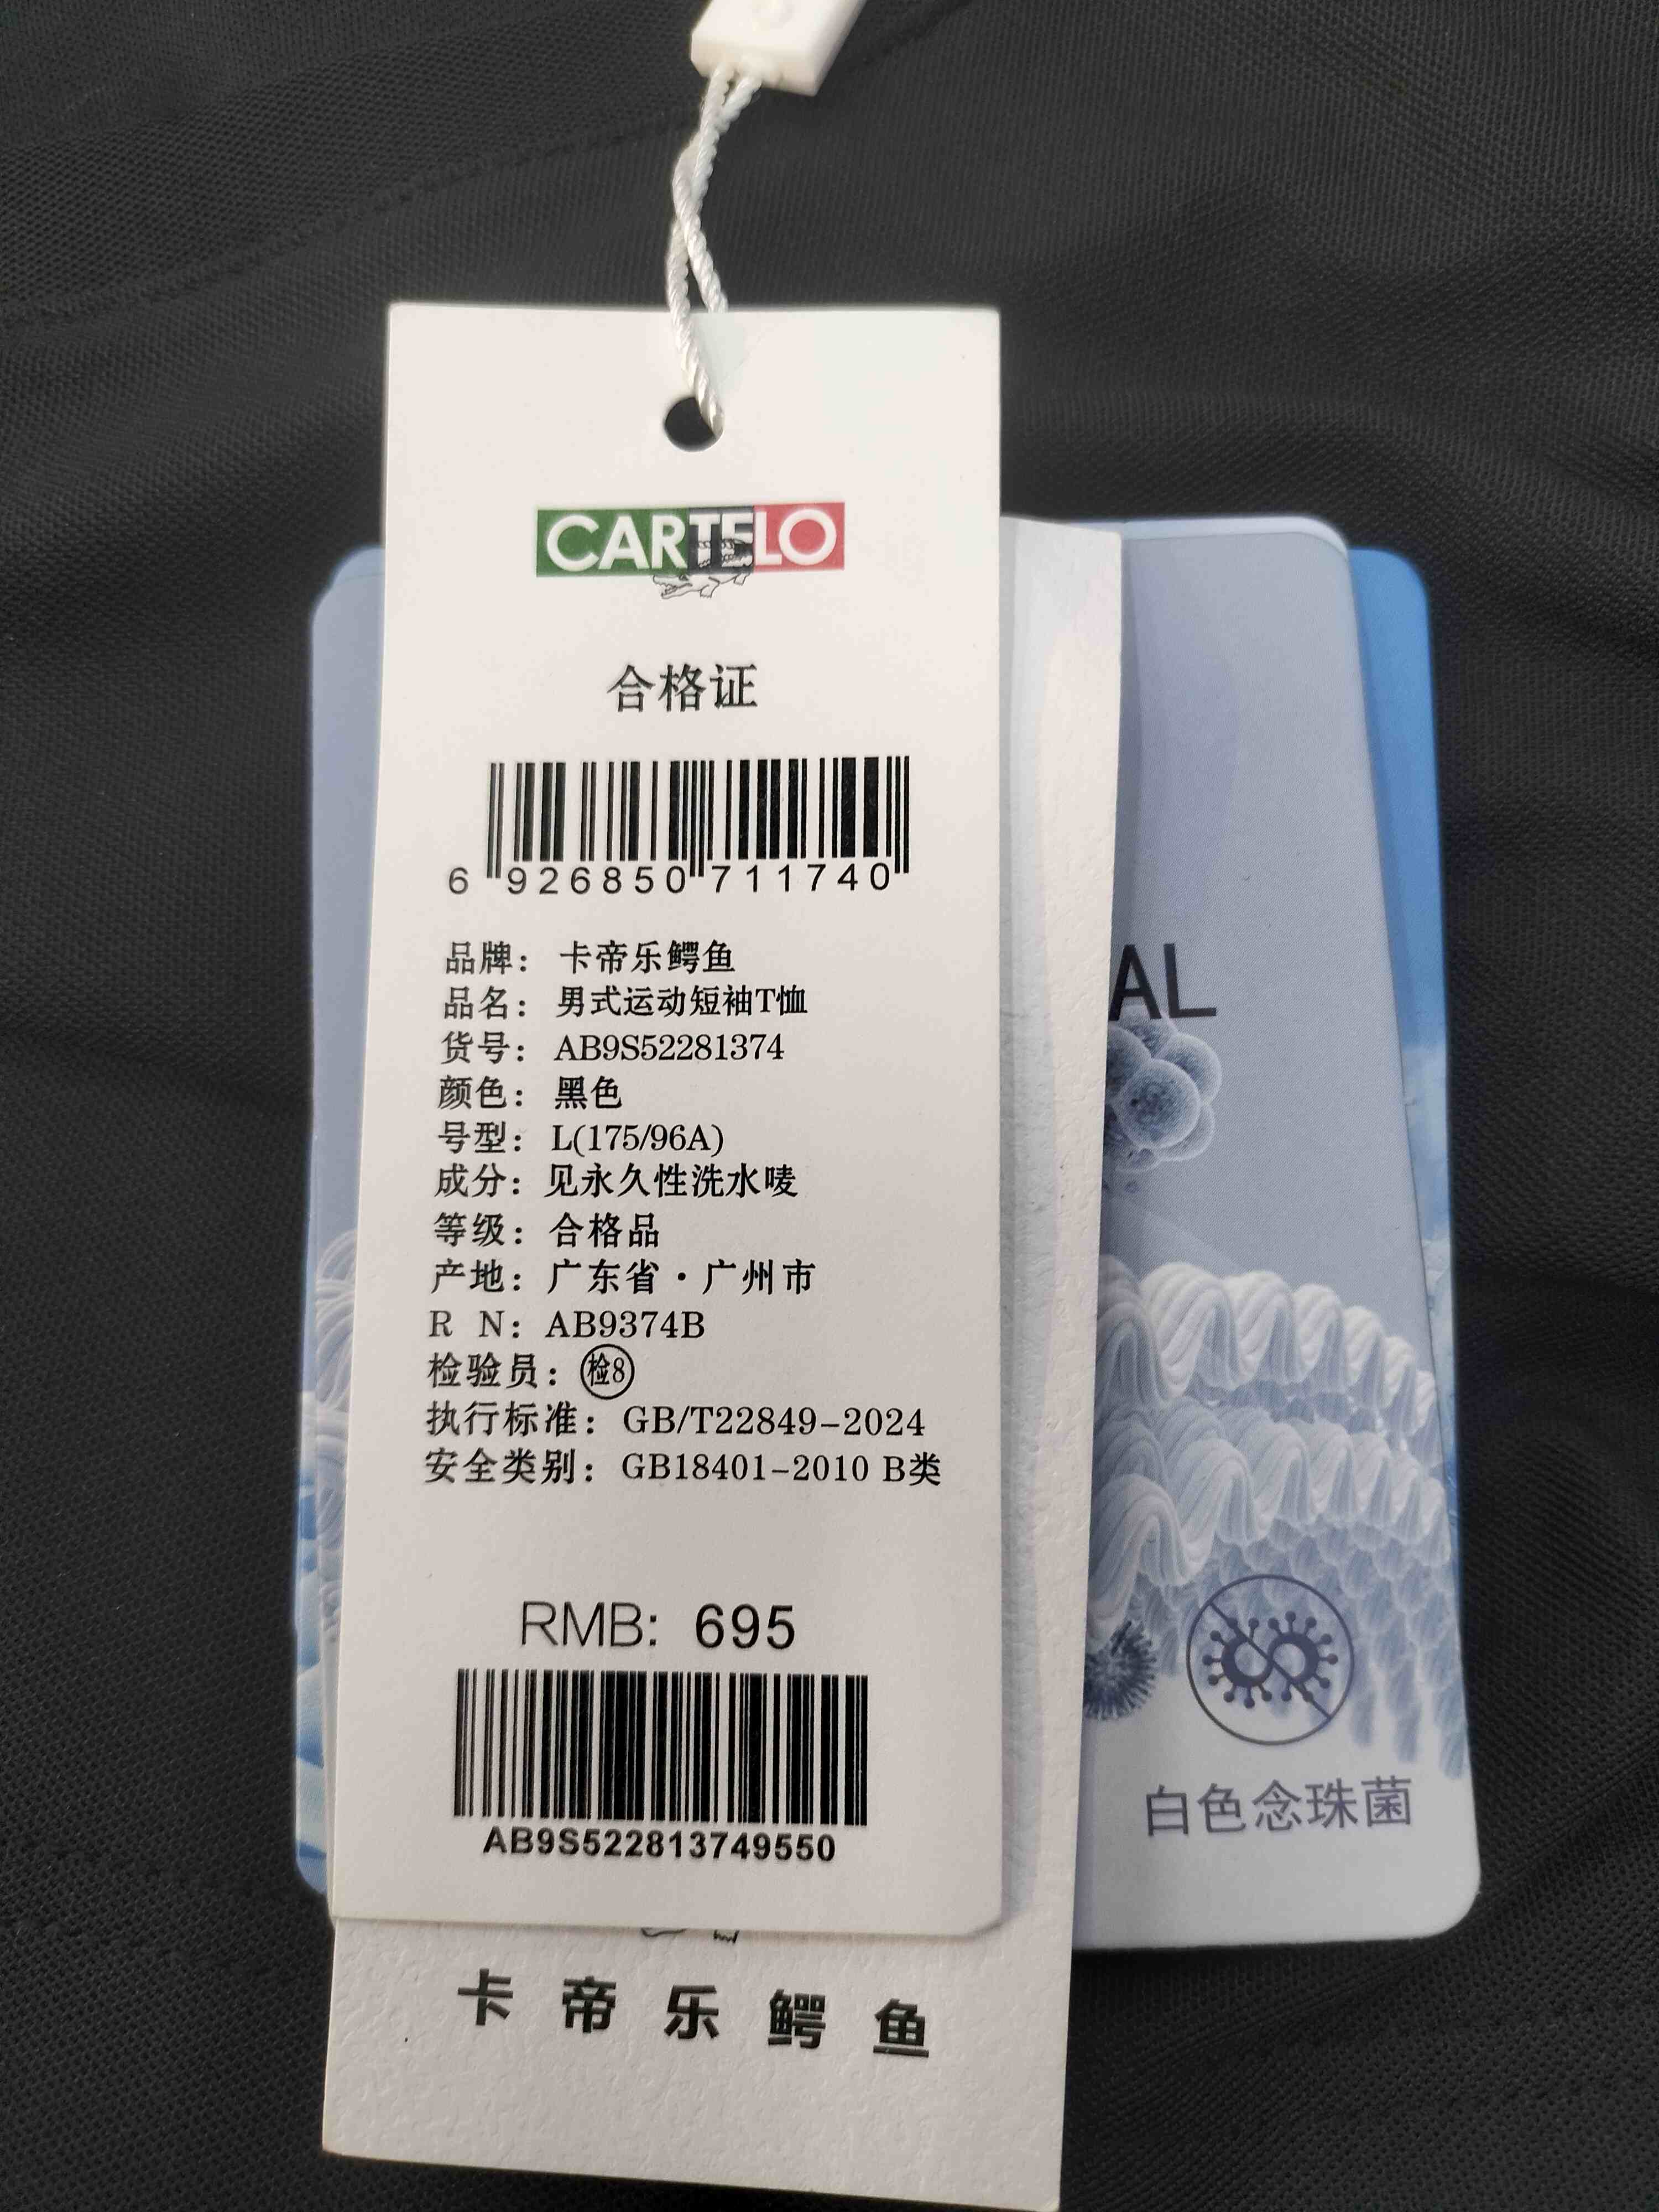 CARTELO
合格证
6 926850 711740
品牌： 卡帝乐鳄鱼
品名： 男式运动短袖T恤
货号： AB9S52281374
颜色： 黑色
号型： L(175/96A)
成分： 见永久性洗水唛
等级： 合格品
产地： 广东省·广州市
R N： AB9374B
检验员： 检8
执行标准： GB/T22849-2024
安全类别： GB18401-2010 B类
RMB: 695
AB9S522813749550
卡帝乐鳄鱼
AL
白色念珠菌